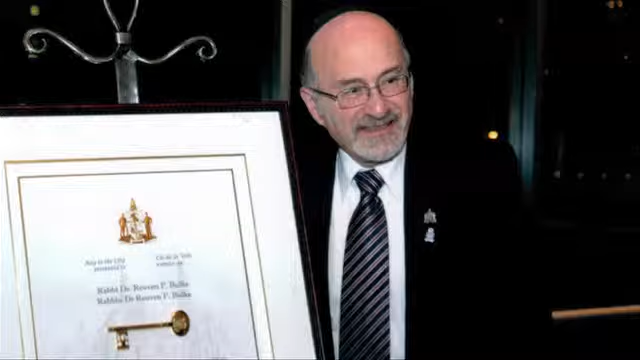 Key to the City
presented to
Clé de la Ville
remise au
Rabbi Dr. Reuven P. Bulka
Rabbin Dr Reuven P. Bulka